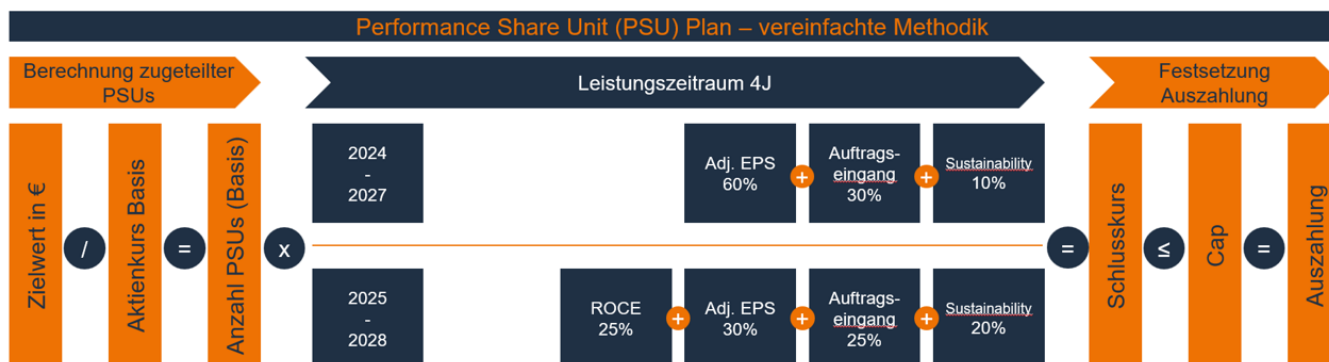 Performance Share Unit (PSU) Plan – vereinfachte Methodik
Berechnung zugeteilter
PSUs
Leistungszeitraum 4J
Festsetzung
Auszahlung
Zielwert in €
/
Aktienkurs Basis
=
Anzahl PSUs (Basis)
x
2024
-
2027
Adj. EPS
60%
+
Auftrags-
eingang
30%
+
Sustainability
10%
2025
-
2028
ROCE
25%
+
Adj. EPS
30%
+
Auftrags-
eingang
25%
+
Sustainability
20%
=
Schlusskurs
≤
Cap
=
Auszahlung